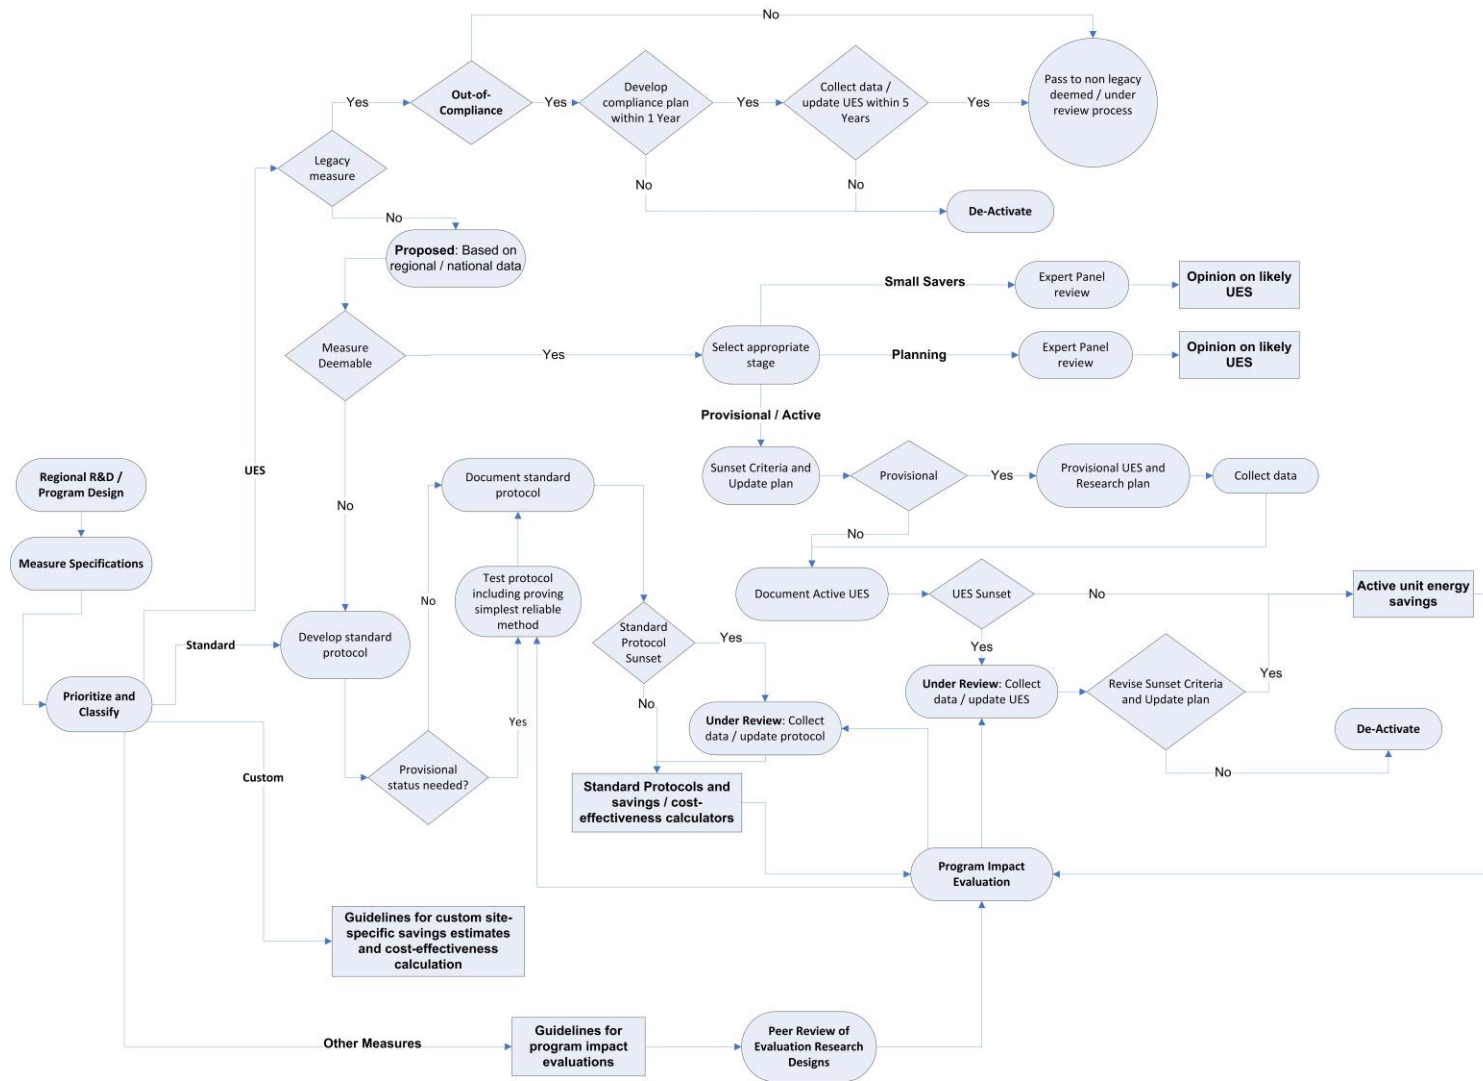 No
Out-of-
Compliance
Yes
Yes
Develop
compliance plan
within 1 Year
Yes
Collect data /
update UES within 5
Years
Yes
Pass to non legacy
deemed / under
review process
Legacy
measure
No
No
No
De-Activate
Proposed: Based on
regional / national data
Small Savers
Expert Panel
review
Opinion on likely
UES
Measure
Deemable
Yes
Select appropriate
stage
Planning
Expert Panel
review
Opinion on likely
UES
Provisional / Active
UES
Regional R&D /
Program Design
Document standard
protocol
Sunset Criteria and
Update plan
Provisional
Yes
Provisional UES and
Research plan
Collect data
No
No
Measure Specifications
Test protocol
including proving
simplest reliable
method
No
Document Active UES
UES Sunset
No
Active unit energy
savings
Standard
Develop standard
protocol
Standard
Protocol
Sunset
Yes
Yes
Prioritize and
Classify
Under Review: Collect
data / update UES
Revise Sunset Criteria
and Update plan
Yes
No
Yes
Under Review: Collect
data / update protocol
De-Activate
Custom
Provisional
status needed?
No
Standard Protocols and
savings / cost-
effectiveness calculators
Program Impact
Evaluation
Guidelines for custom site-
specific savings estimates
and cost-effectiveness
calculation
Other Measures
Guidelines for
program impact
evaluations
Peer Review of
Evaluation Research
Designs